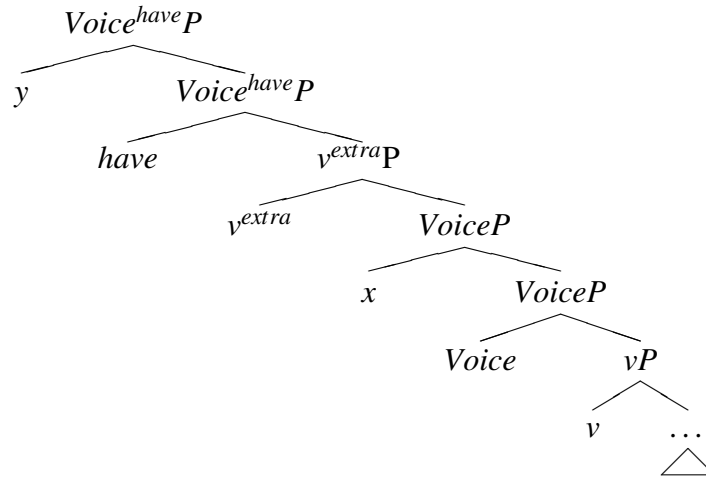 Voice^{have}P
y Voice^{have}P
have v^{extra}P
v^{extra} VoiceP
x VoiceP
Voice vP
v ...